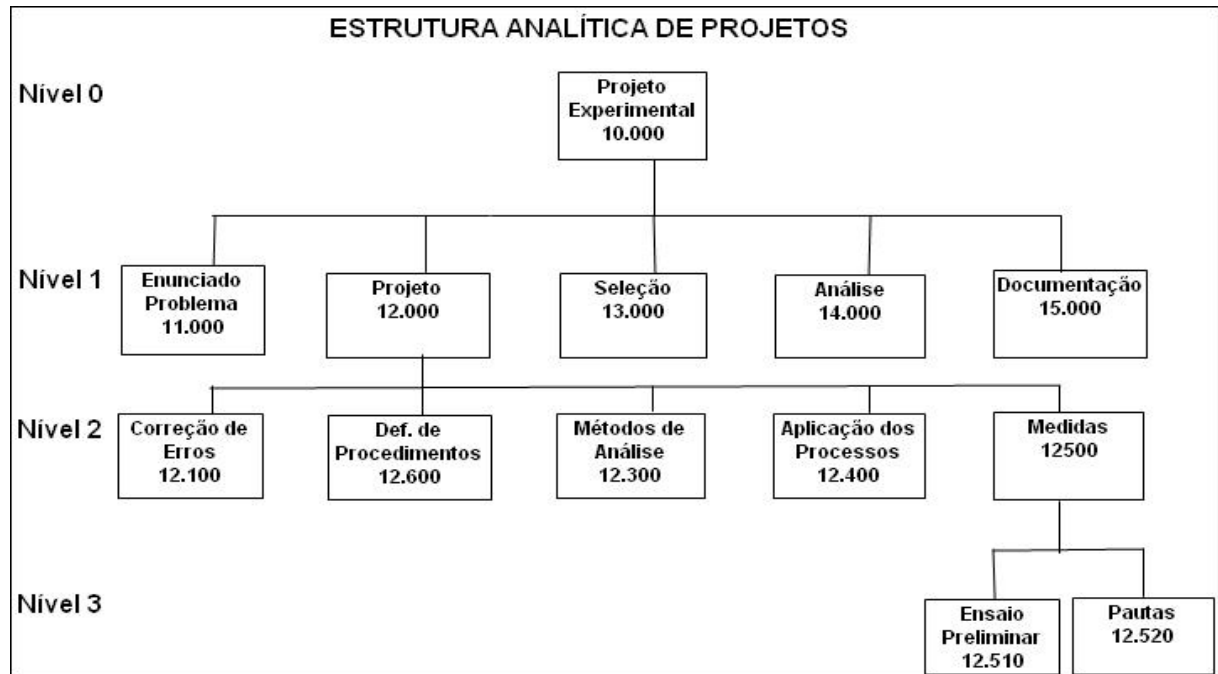 ESTRUTURA ANALÍTICA DE PROJETOS
Nível 0
Projeto
Experimental
10.000
Nível 1
Enunciado
Problema
11.000
Projeto
12.000
Seleção
13.000
Análise
14.000
Documentação
15.000
Nível 2
Correção de
Erros
12.100
Def. de
Procedimentos
12.600
Métodos de
Análise
12.300
Aplicação dos
Processos
12.400
Medidas
12500
Nível 3
Ensaio
Preliminar
12.510
Pautas
12.520